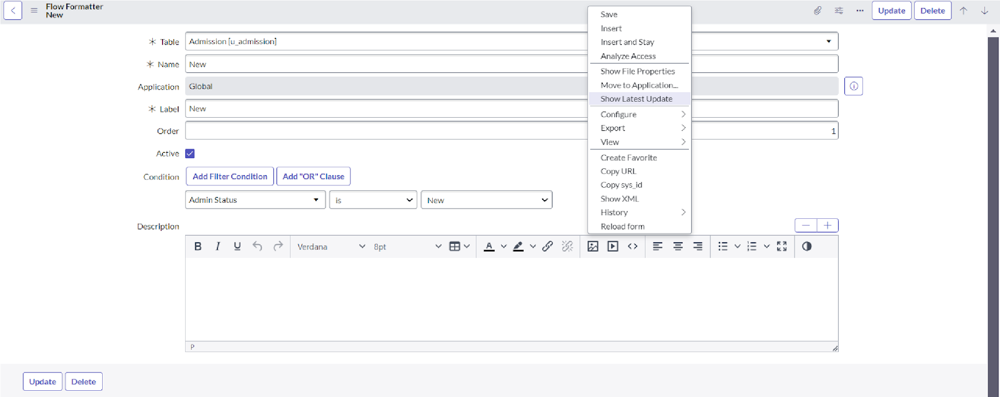 Flow Formatter
New
Update
Delete
Table
Admission [u_admission]
Name
New
Application
Global
Label
New
Order
1
Active
Condition
Add Filter Condition
Add "OR" Clause
Admin Status
is
New
Description
B I U
Verdana
8pt
A
P
Update
Delete
Save
Insert
Insert and Stay
Analyze Access
Show File Properties
Move to Application...
Show Latest Update
Configure
Export
View
Create Favorite
Copy URL
Copy sys_id
Show XML
History
Reload form